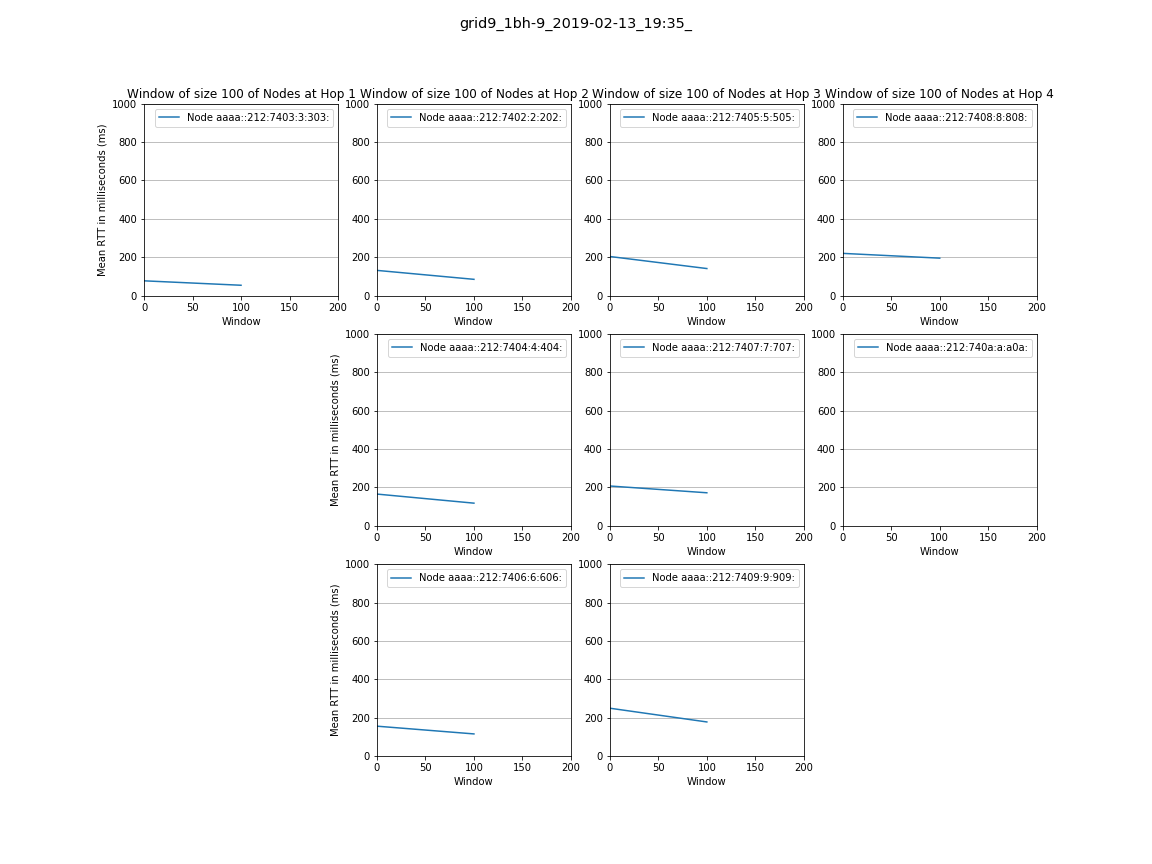 grid9_1bh-9_2019-02-13_19:35_
Window of size 100 of Nodes at Hop 1
Node aaaa::212:7403:3:303:
Mean RTT in milliseconds (ms)
1000
800
600
400
200
0
0 50 100 150 200
Window
Window of size 100 of Nodes at Hop 2
Node aaaa::212:7402:2:202:
1000
800
600
400
200
0
0 50 100 150 200
Window
Window of size 100 of Nodes at Hop 3
Node aaaa::212:7405:5:505:
1000
800
600
400
200
0
0 50 100 150 200
Window
Window of size 100 of Nodes at Hop 4
Node aaaa::212:7408:8:808:
1000
800
600
400
200
0
0 50 100 150 200
Window
Node aaaa::212:7404:4:404:
Mean RTT in milliseconds (ms)
1000
800
600
400
200
0
0 50 100 150 200
Window
Node aaaa::212:7407:7:707:
1000
800
600
400
200
0
0 50 100 150 200
Window
Node aaaa::212:740a:a:a0a:
1000
800
600
400
200
0
0 50 100 150 200
Window
Node aaaa::212:7406:6:606:
Mean RTT in milliseconds (ms)
1000
800
600
400
200
0
0 50 100 150 200
Window
Node aaaa::212:7409:9:909:
1000
800
600
400
200
0
0 50 100 150 200
Window